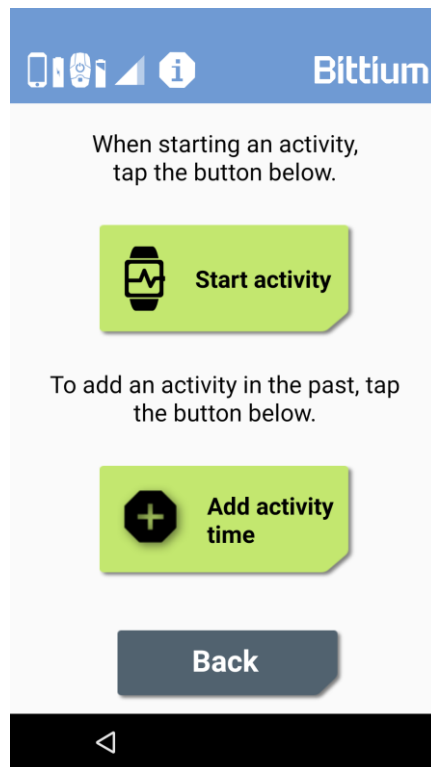 Bittium
When starting an activity,
tap the button below.
Start activity
To add an activity in the past, tap
the button below.
Add activity
time
Back